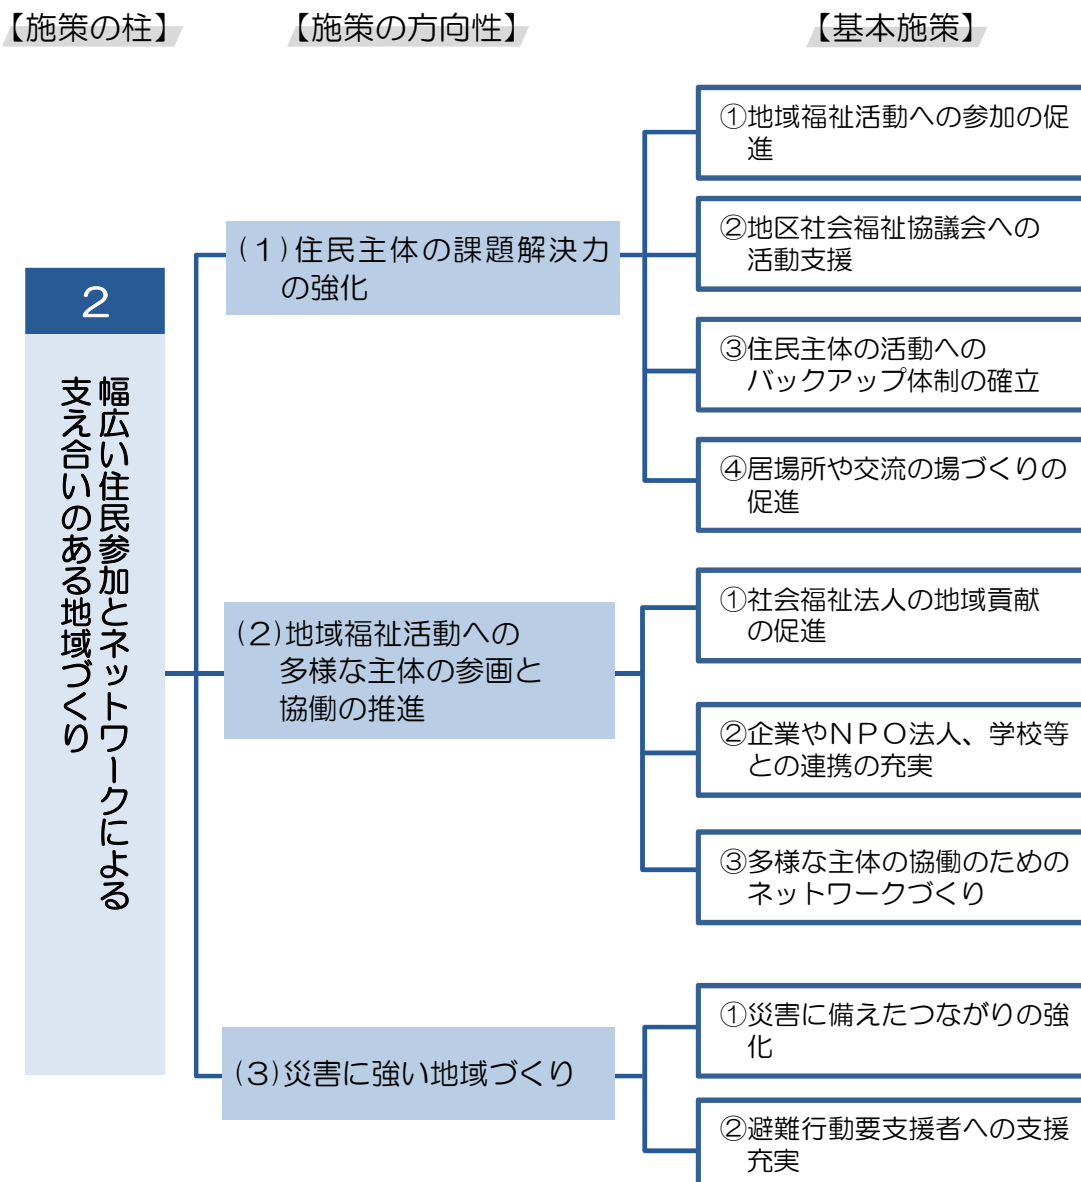 【施策の柱】
【施策の方向性】
【基本施策】
2
幅広い住民参加とネットワークによる
支え合いのある地域づくり
(1)住民主体の課題解決力
の強化
①地域福祉活動への参加の促
進
②地区社会福祉協議会への
活動支援
③住民主体の活動への
バックアップ体制の確立
④居場所や交流の場づくりの
促進
(2)地域福祉活動への
多様な主体の参画と
協働の推進
①社会福祉法人の地域貢献
の促進
②企業やNPO法人、学校等
との連携の充実
③多様な主体の協働のための
ネットワークづくり
(3)災害に強い地域づくり
①災害に備えたつながりの強
化
②避難行動要支援者への支援
充実